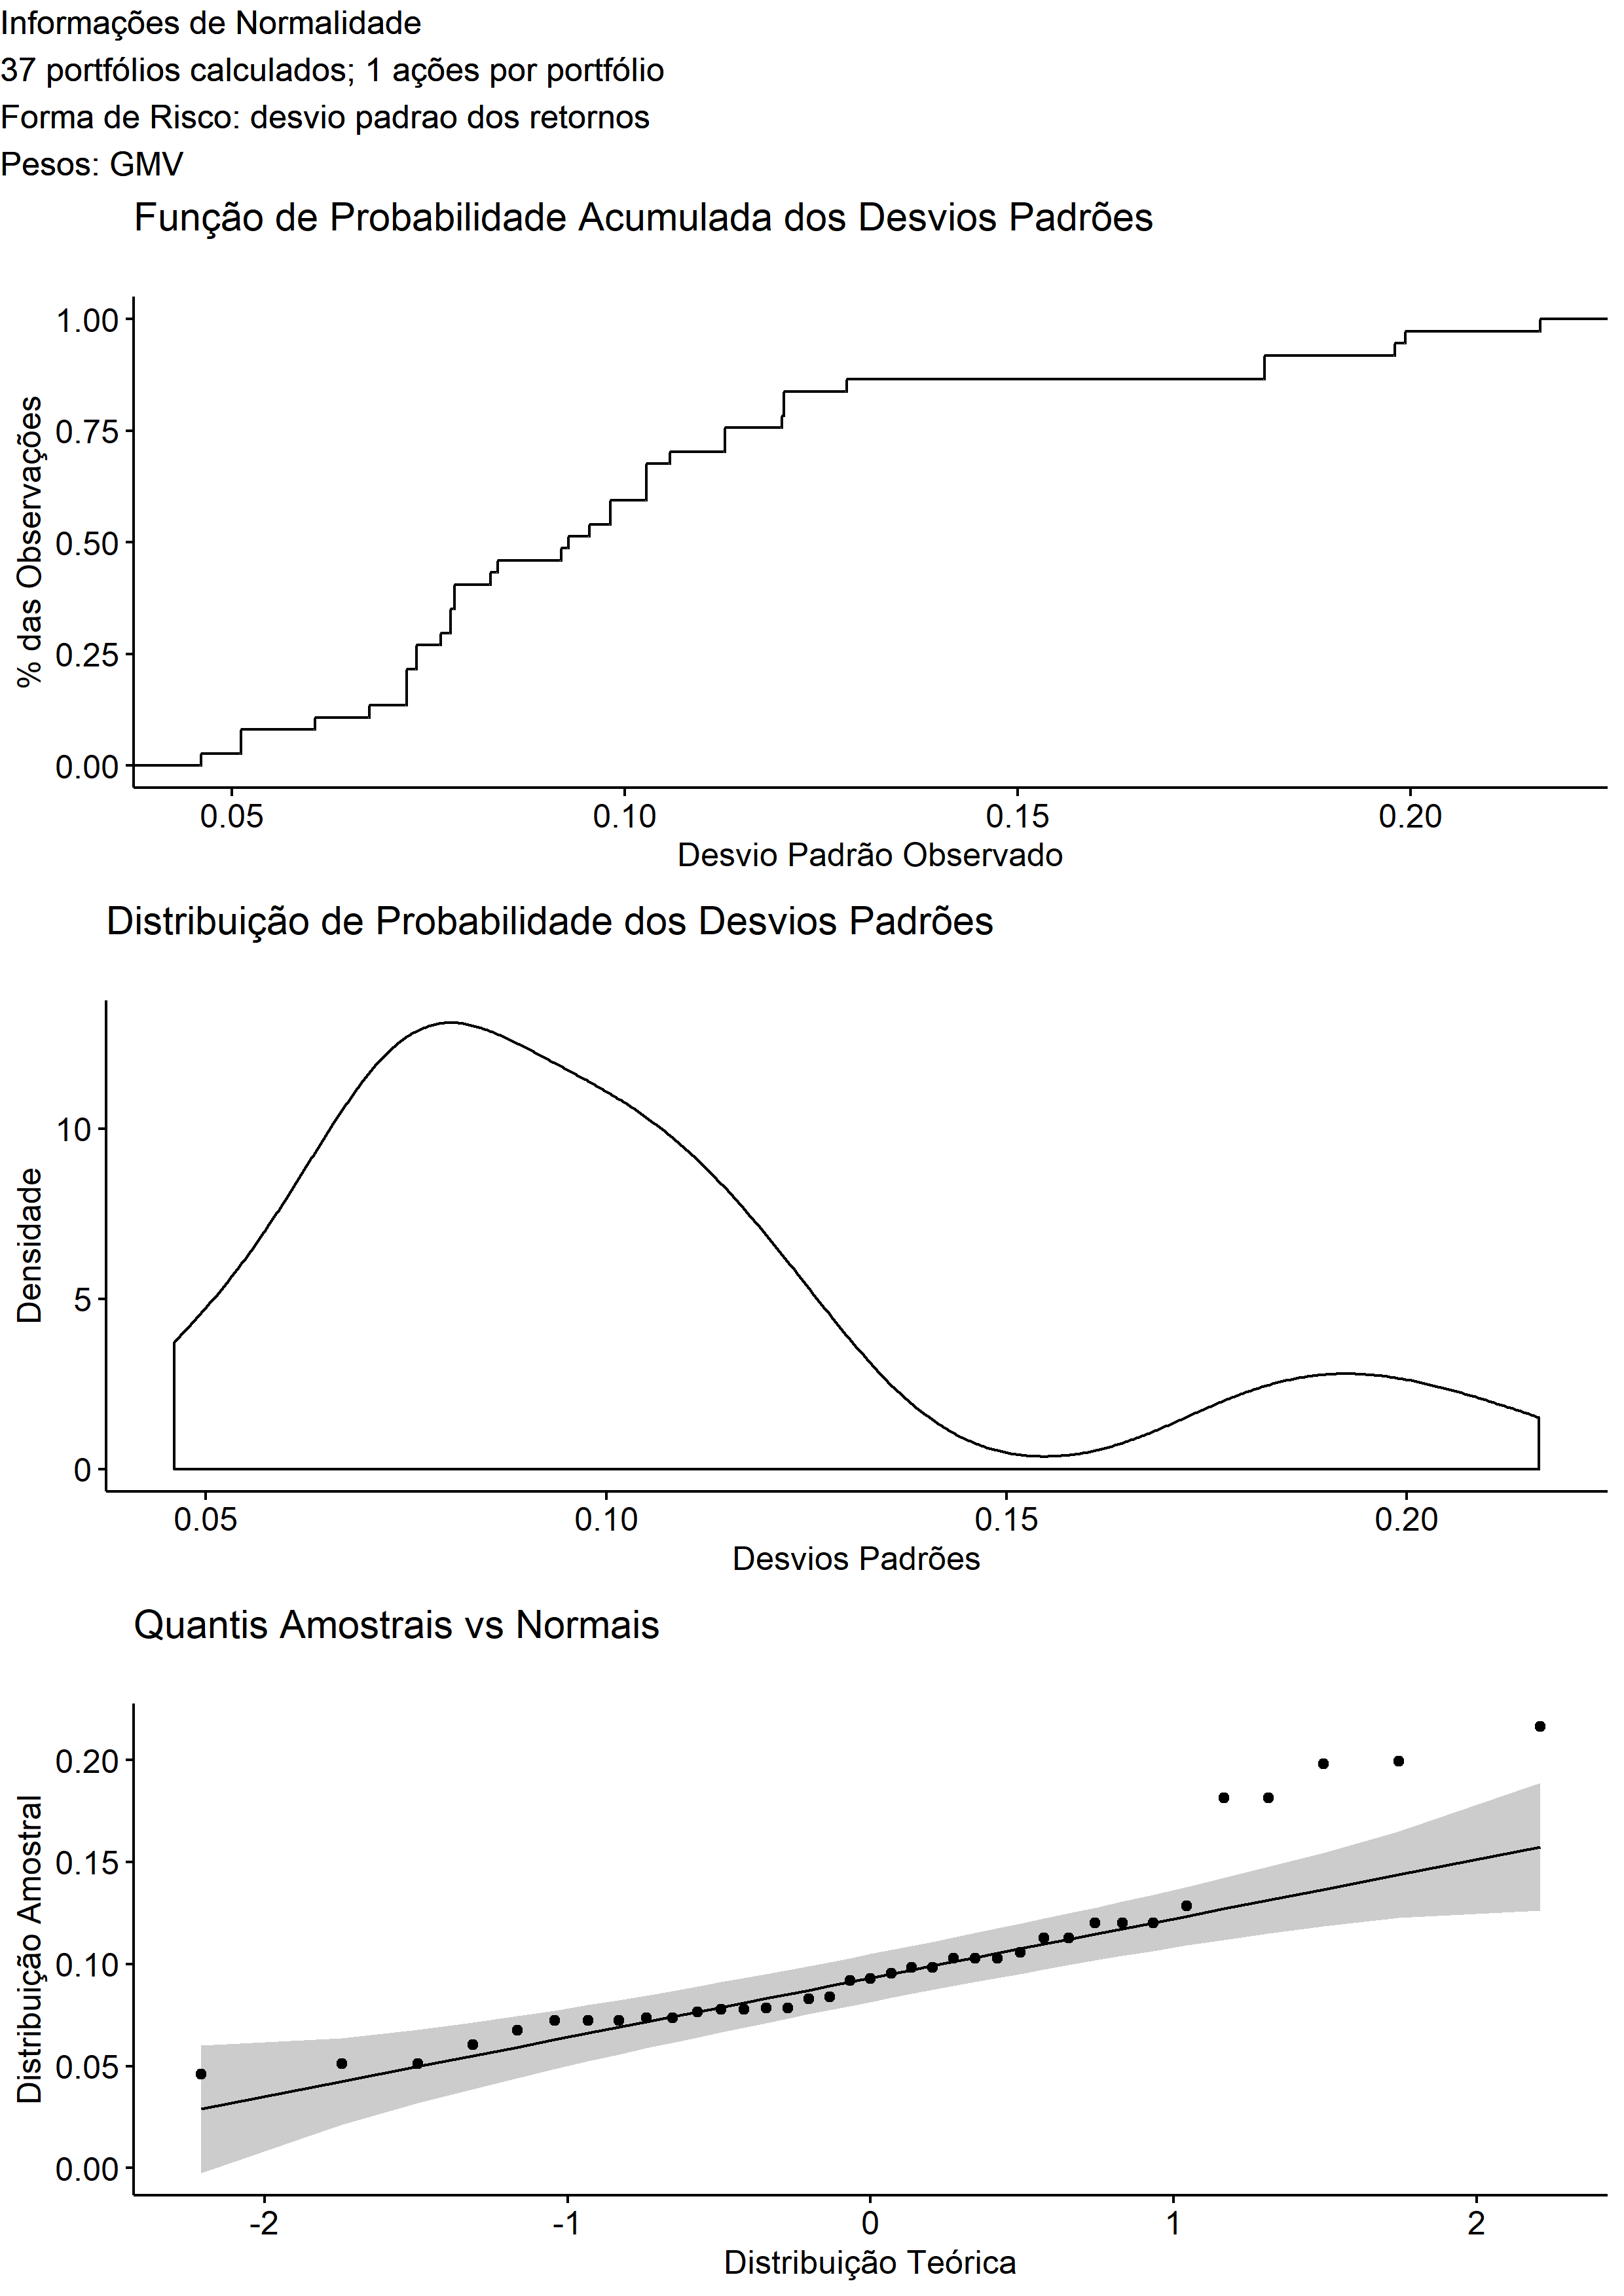 Informações de Normalidade
37 portfólios calculados; 1 ações por portfólio
Forma de Risco: desvio padrao dos retornos
Pesos: GMV
Função de Probabilidade Acumulada dos Desvios Padrões
% das Observações
1.00
0.75
0.50
0.25
0.00
0.05 0.10 0.15 0.20
Desvio Padrão Observado
Distribuição de Probabilidade dos Desvios Padrões
Densidade
10
5
0
0.05 0.10 0.15 0.20
Desvios Padrões
Quantis Amostrais vs Normais
Distribuição Amostral
0.20
0.15
0.10
0.05
0.00
-2 -1 0 1 2
Distribuição Teórica